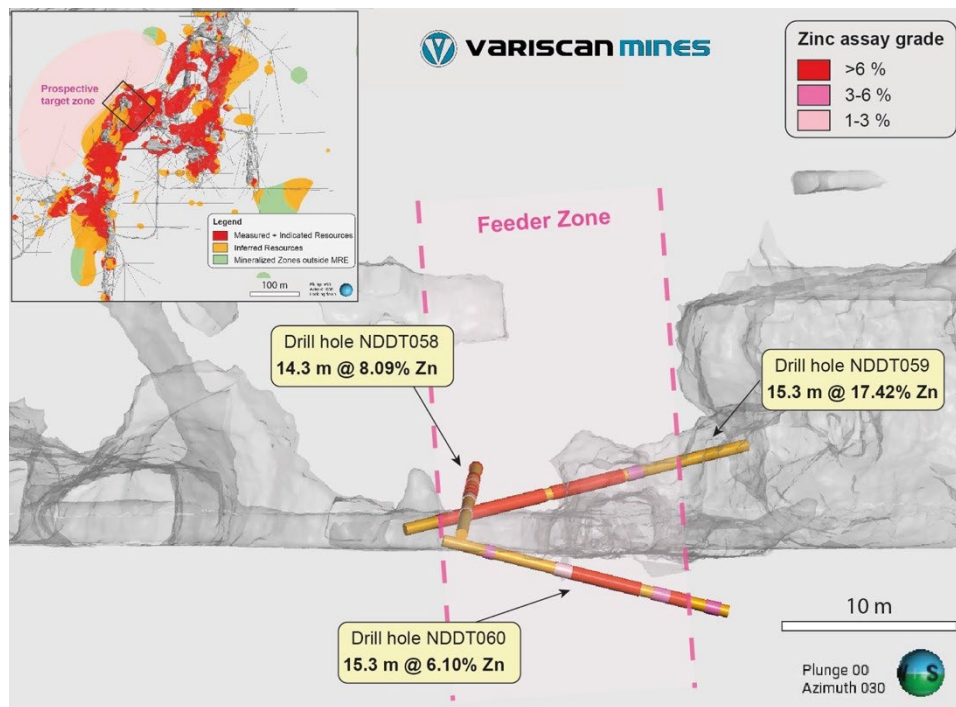 Prospective
target zone
Legend
Measured + Indicated Resources
Inferred Resources
Mineralized Zones outside MRE
100 m
VARISCAN MINES
Zinc assay grade
>6 %
3-6 %
1-3 %
Feeder Zone
Drill hole NDDT058
14.3 m @ 8.09% Zn
Drill hole NDDT059
15.3 m @ 17.42% Zn
Drill hole NDDT060
15.3 m @ 6.10% Zn
10 m
Plunge 00
Azimuth 030